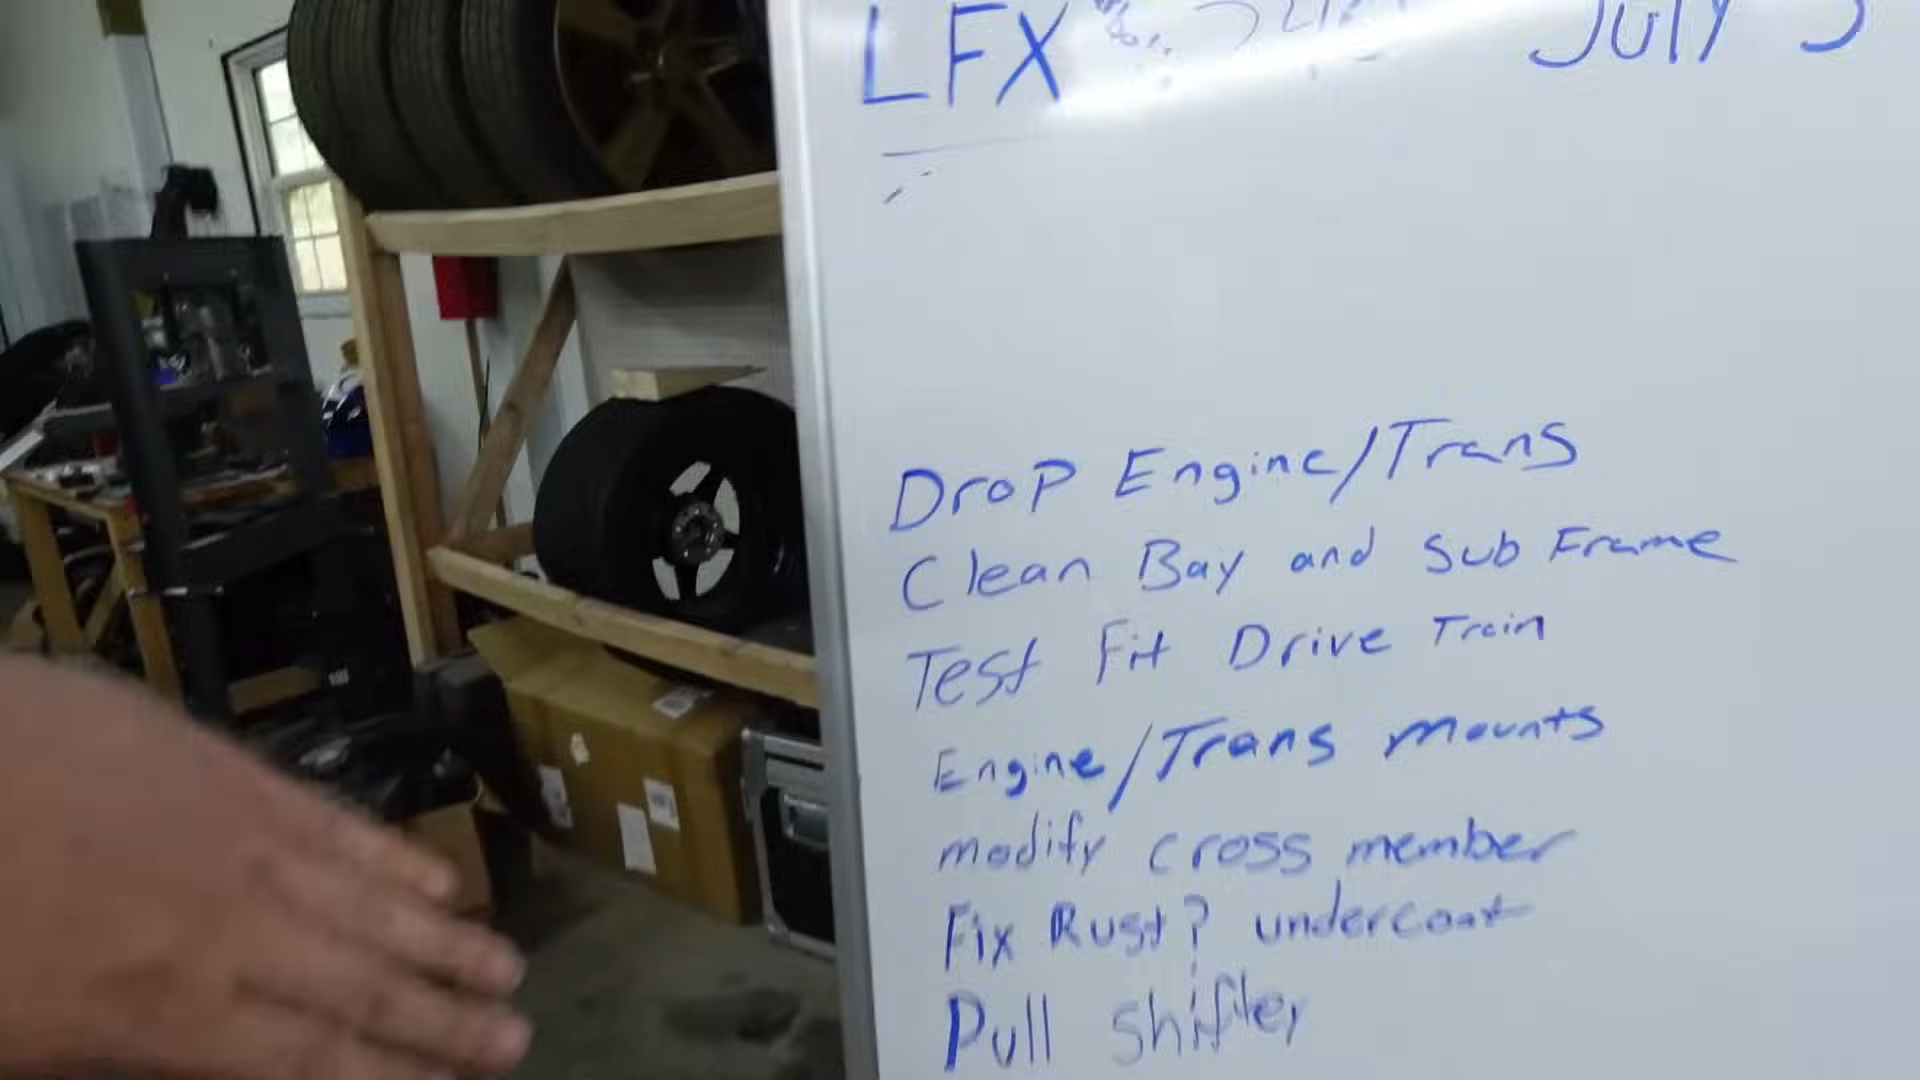 LFX July 5
Drop Engine/Trans
Clean Bay and Sub Frame
Test Fit Drive Train
Engine/Trans mounts
modify cross member
Fix Rust? undercoat
Pull shifter